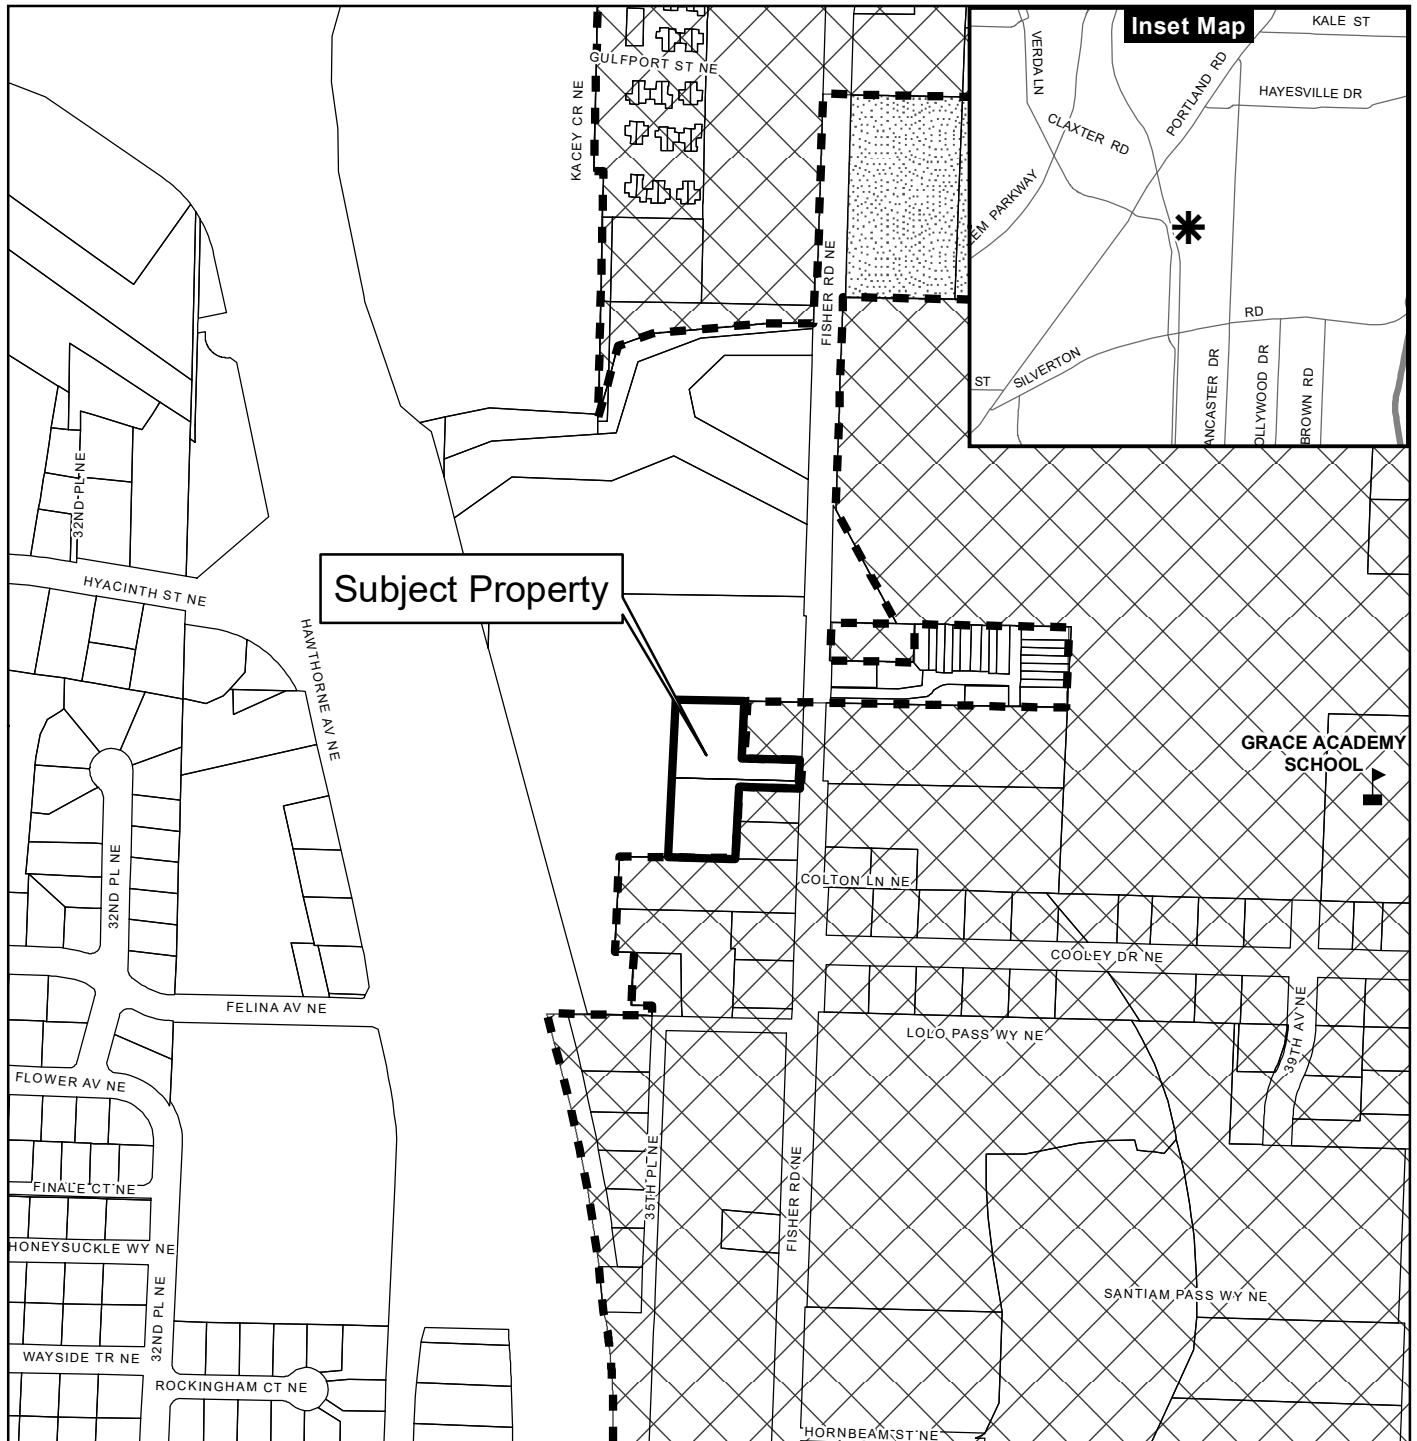 Inset Map
KALE ST
VERDA LN
PORTLAND RD
HAYESVILLE DR
CLAXTER RD
LEM PARKWAY
RD
SILVERTON
ST
ANCASTER DR
OLLYWOOD DR
BROWN RD
GULFPORT ST NE
KACEY CR NE
FISHER RD NE
32ND PL NE
HYACINTH ST NE
Subject Property
HAWTHORNE AV NE
GRACE ACADEMY
SCHOOL
32ND PL NE
COLTON LN NE
COOLEY DR NE
FELINA AV NE
LOLO PASS WY NE
39TH AV NE
FLOWER AV NE
35TH PL NE
FISHER RD NE
FINALE CT NE
HONEYSUCKLE WY NE
32ND PL NE
SANTIAM PASS WY NE
WAYSIDE TR NE
ROCKINGHAM CT NE
HORNBEAM ST NE